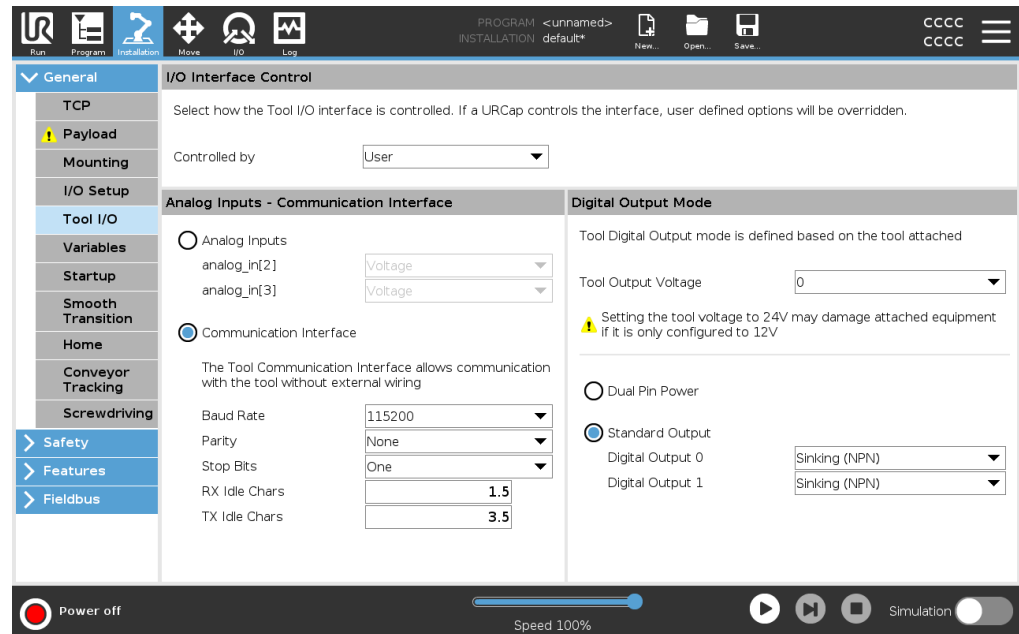 UR
Run
Program
Installation
Move
I/O
Log
PROGRAM <unnamed>
INSTALLATION default*
New...
Open...
Save...
CCCC
CCCC
General
TCP
Payload
Mounting
I/O Setup
Tool I/O
Variables
Startup
Smooth
Transition
Home
Conveyor
Tracking
Screwdriving
Safety
Features
Fieldbus
I/O Interface Control
Select how the Tool I/O interface is controlled. If a URCap controls the interface, user defined options will be overridden.
Controlled by User
Analog Inputs - Communication Interface
Analog Inputs
analog_in[2] Voltage
analog_in[3] Voltage
Communication Interface
The Tool Communication Interface allows communication
with the tool without external wiring
Baud Rate 115200
Parity None
Stop Bits One
RX Idle Chars 1.5
TX Idle Chars 3.5
Digital Output Mode
Tool Digital Output mode is defined based on the tool attached
Tool Output Voltage 0
Setting the tool voltage to 24V may damage attached equipment
if it is only configured to 12V
Dual Pin Power
Standard Output
Digital Output 0 Sinking (NPN)
Digital Output 1 Sinking (NPN)
Power off
Speed 100%
Simulation